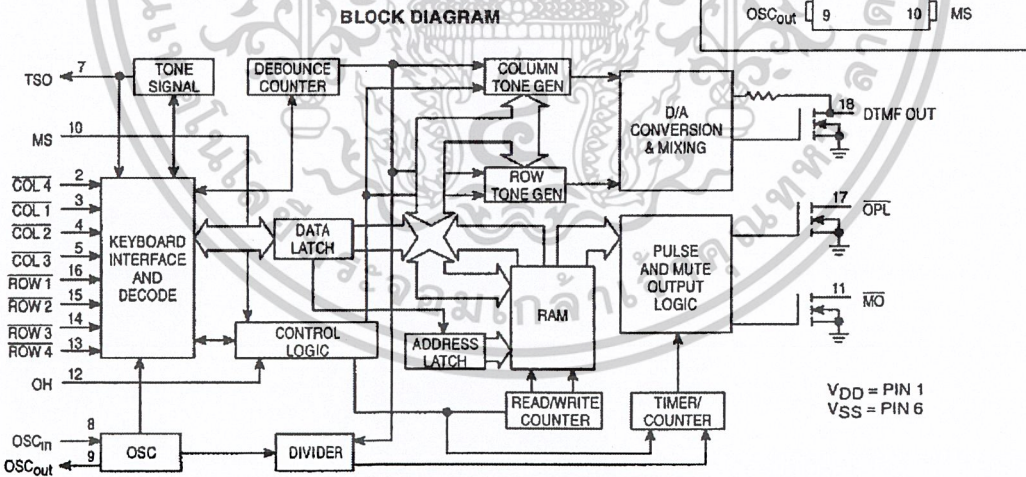 BLOCK DIAGRAM
OSCout 9 10 MS
TSO 7
TONE SIGNAL
DEBOUNCE COUNTER
COLUMN TONE GEN
D/A CONVERSION & MIXING
18 DTMF OUT
MS 10
COL 4 2
COL 1 3
COL 2 4
COL 3 5
ROW 1 16
ROW 2 15
ROW 3 14
ROW 4 13
KEYBOARD INTERFACE AND DECODE
DATA LATCH
ROW TONE GEN
17 OPL
PULSE AND MUTE OUTPUT LOGIC
RAM
11 MO
CONTROL LOGIC
ADDRESS LATCH
OH 12
READ/WRITE COUNTER
TIMER/ COUNTER
VDD = PIN 1
VSS = PIN 6
OSCin 8
OSCout 9
OSC
DIVIDER